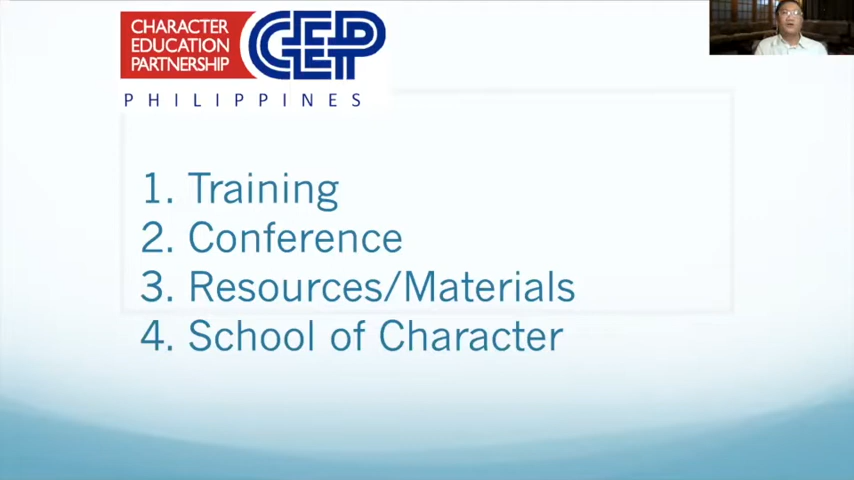 CHARACTER
EDUCATION
PARTNERSHIP
CEP
PHILIPPINES
1. Training
2. Conference
3. Resources/Materials
4. School of Character